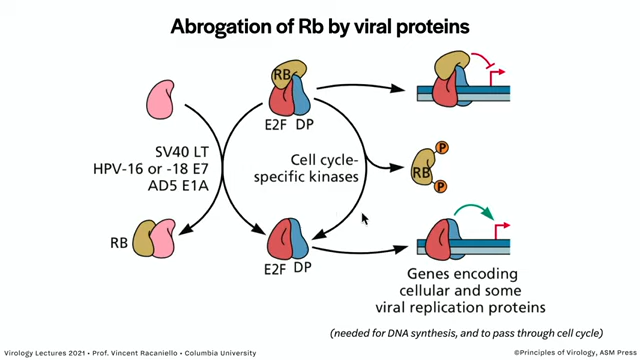 Abrogation of Rb by viral proteins
RB
E2F DP
SV40 LT
HPV-16 or -18 E7
AD5 E1A
Cell cycle-
specific kinases
P
RB
P
RB
E2F DP
Genes encoding
cellular and some
viral replication proteins
(needed for DNA synthesis, and to pass through cell cycle)
Virology Lectures 2021 • Prof. Vincent Racaniello • Columbia University
©Principles of Virology, ASM Press